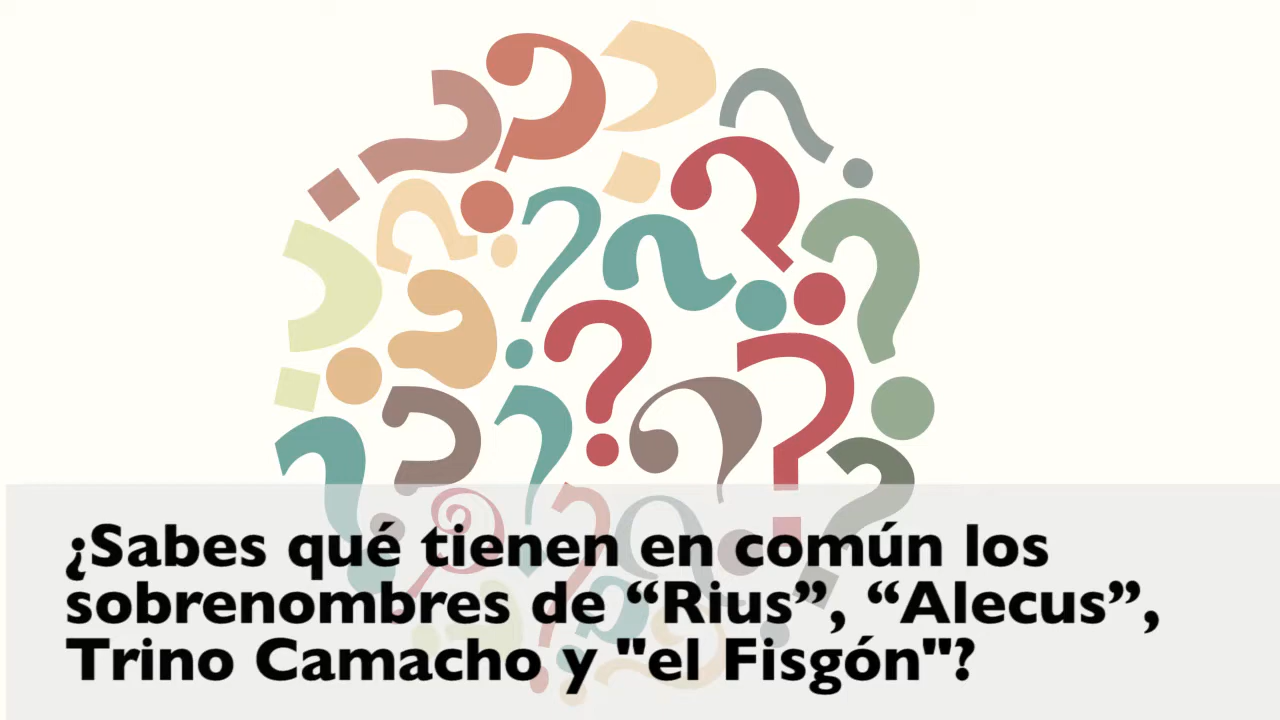 ¿Sabes qué tienen en común los
sobrenombres de “Rius”, “Alecus”,
Trino Camacho y "el Fisgón"?